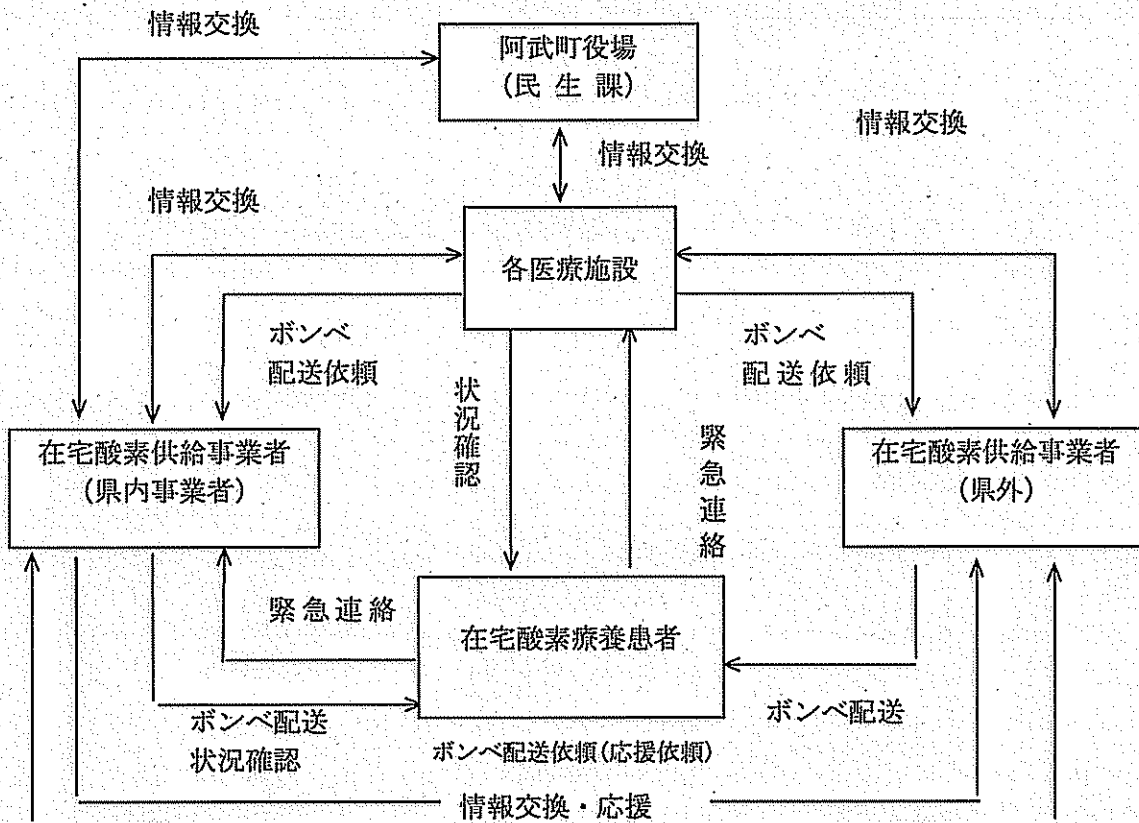 情報交換
阿武町役場
(民生課)
情報交換
情報交換
情報交換
各医療施設
ボンベ
配送依頼
ボンベ
配送依頼
状況確認
緊急連絡
在宅酸素供給事業者
(県内事業者)
在宅酸素供給事業者
(県外)
緊急連絡
在宅酸素療養患者
ボンベ配送
状況確認
ボンベ配送
ボンベ配送依頼(応援依頼)
情報交換・応援